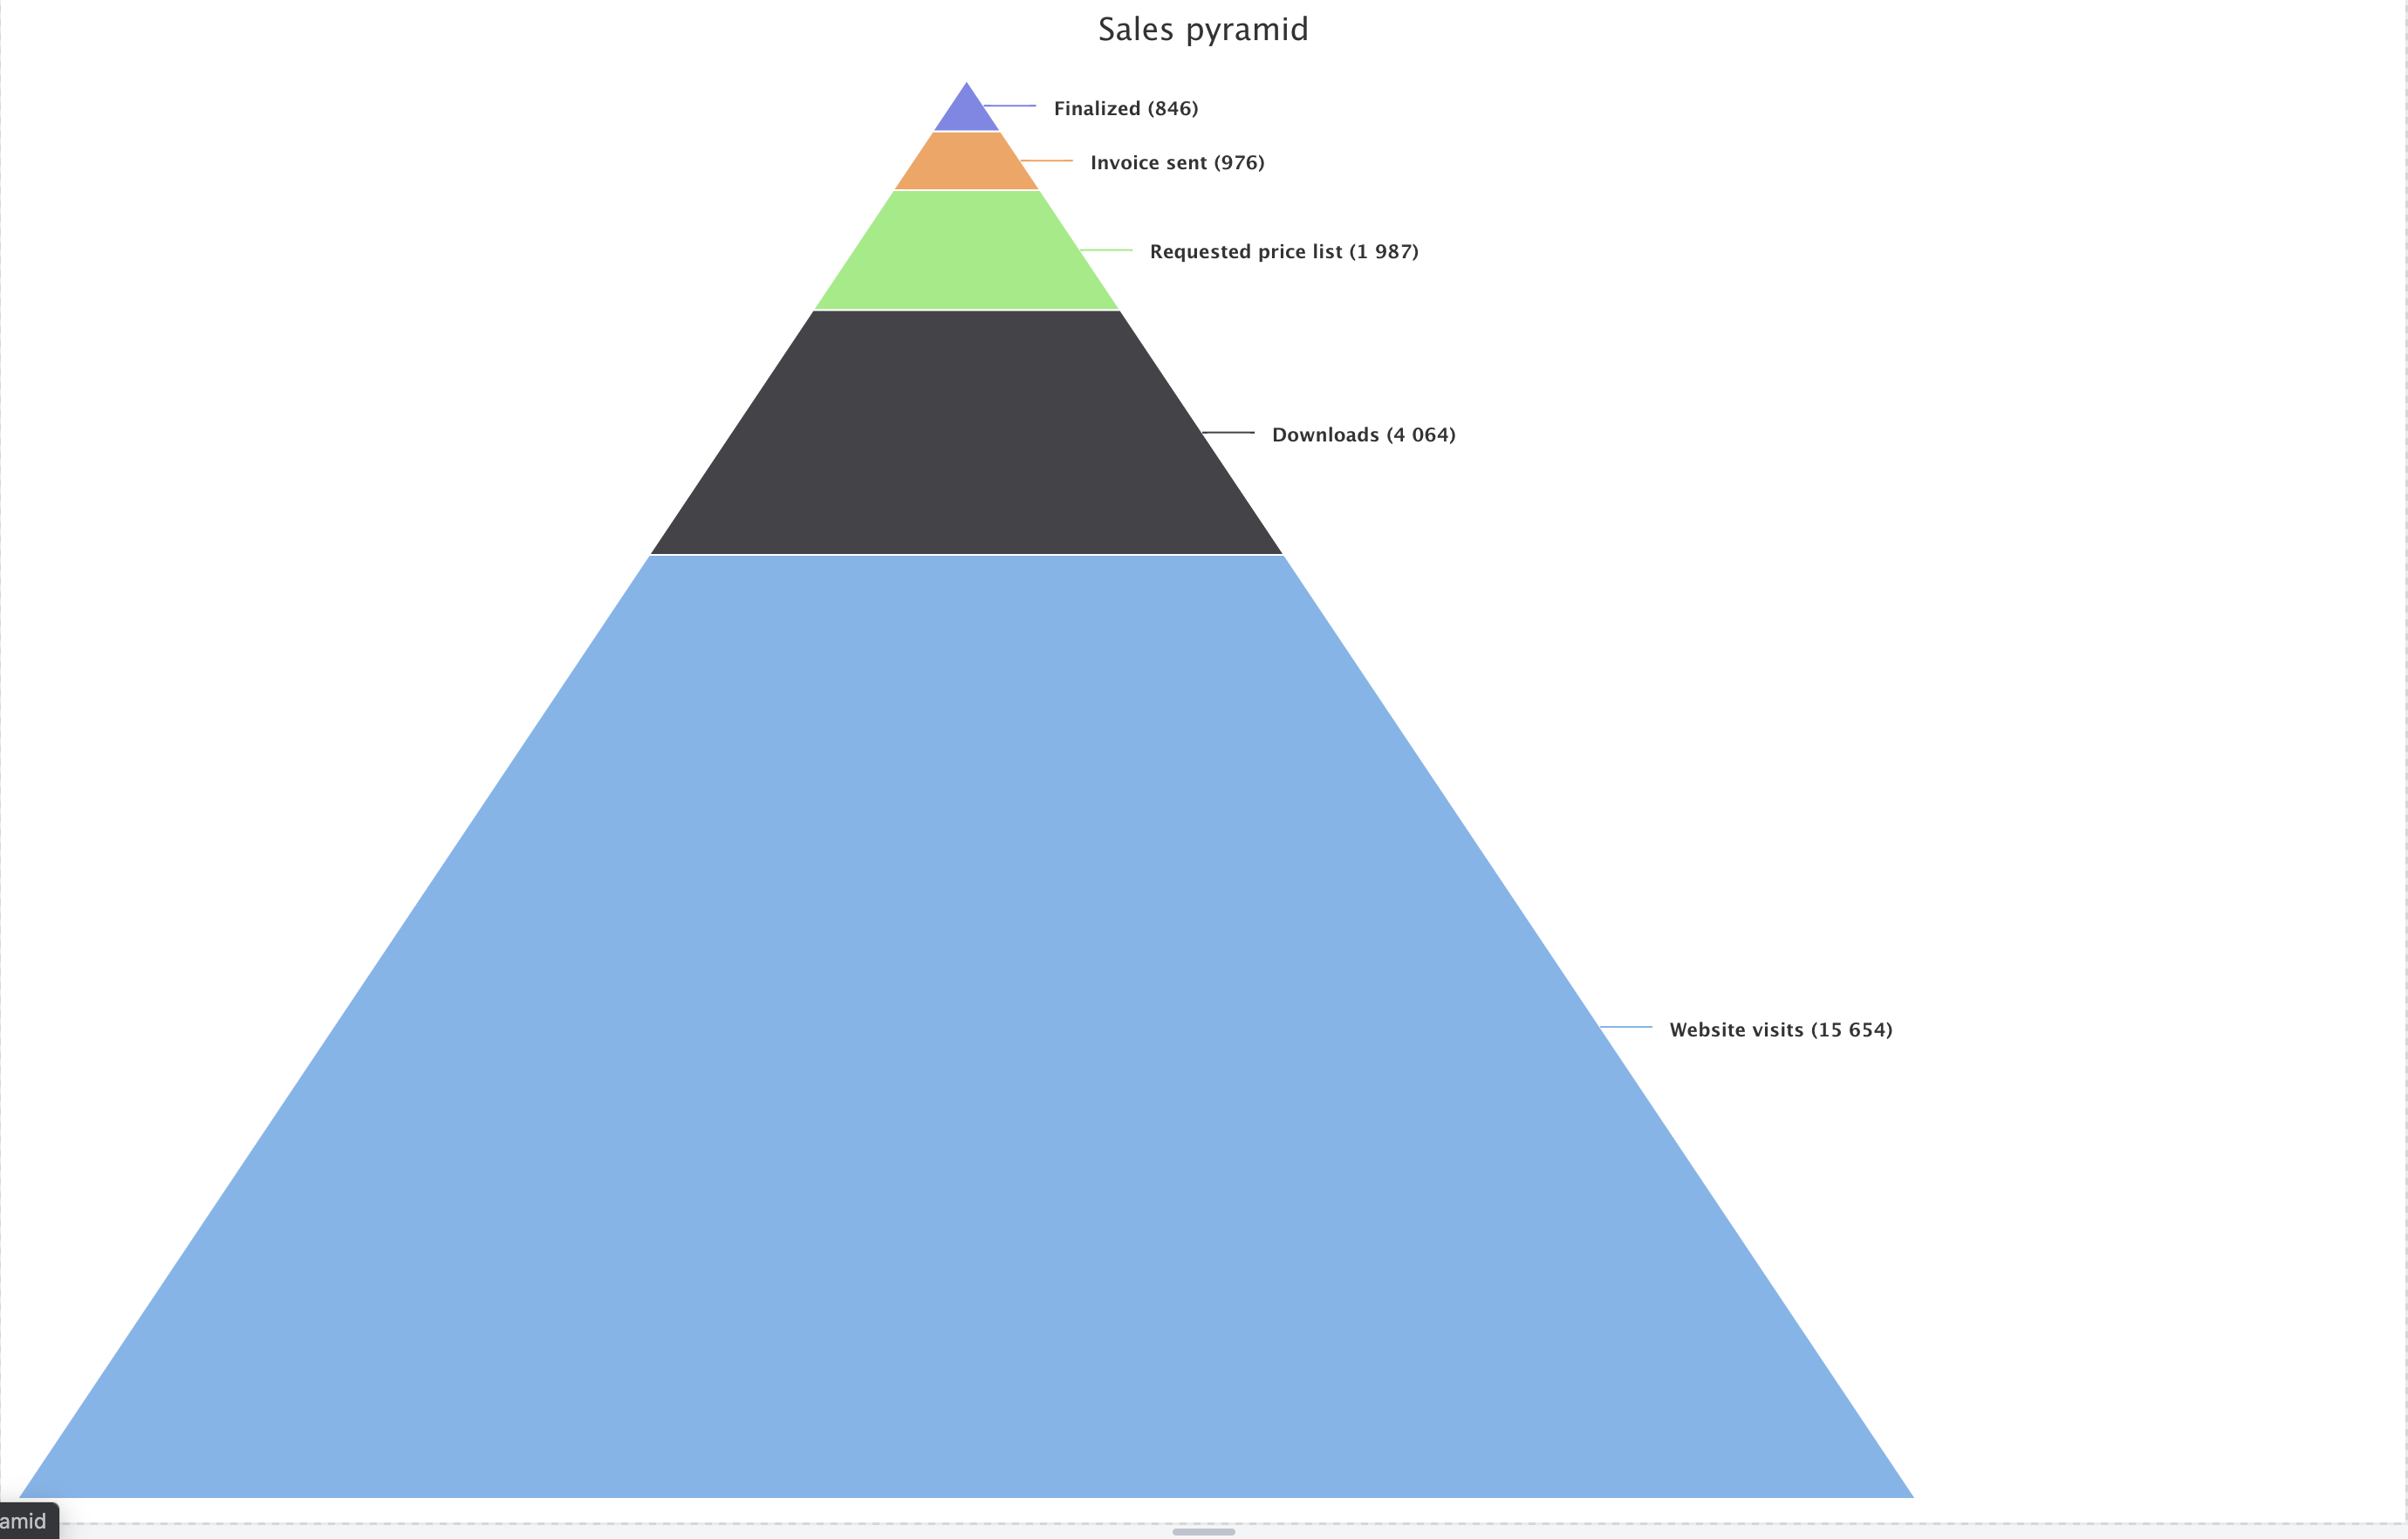 Sales pyramid
Finalized (846)
Invoice sent (976)
Requested price list (1 987)
Downloads (4 064)
Website visits (15 654)
amid